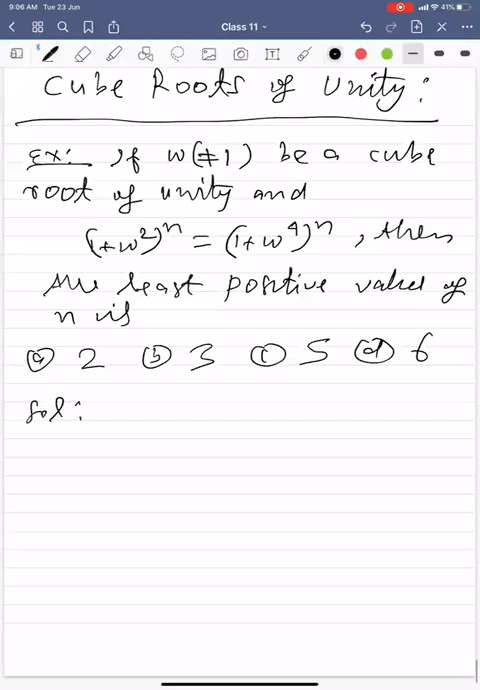 9:06 AM Tue 23 Jun
41%
Class 11
Cube Roots of Unity:
Ex: If w(≠1) be a cube
root of unity and
(1+w²)ⁿ = (1+w⁴)ⁿ, then
the least positive value of
n is
(a) 2 (b) 3 (c) 5 (d) 6
Sol: